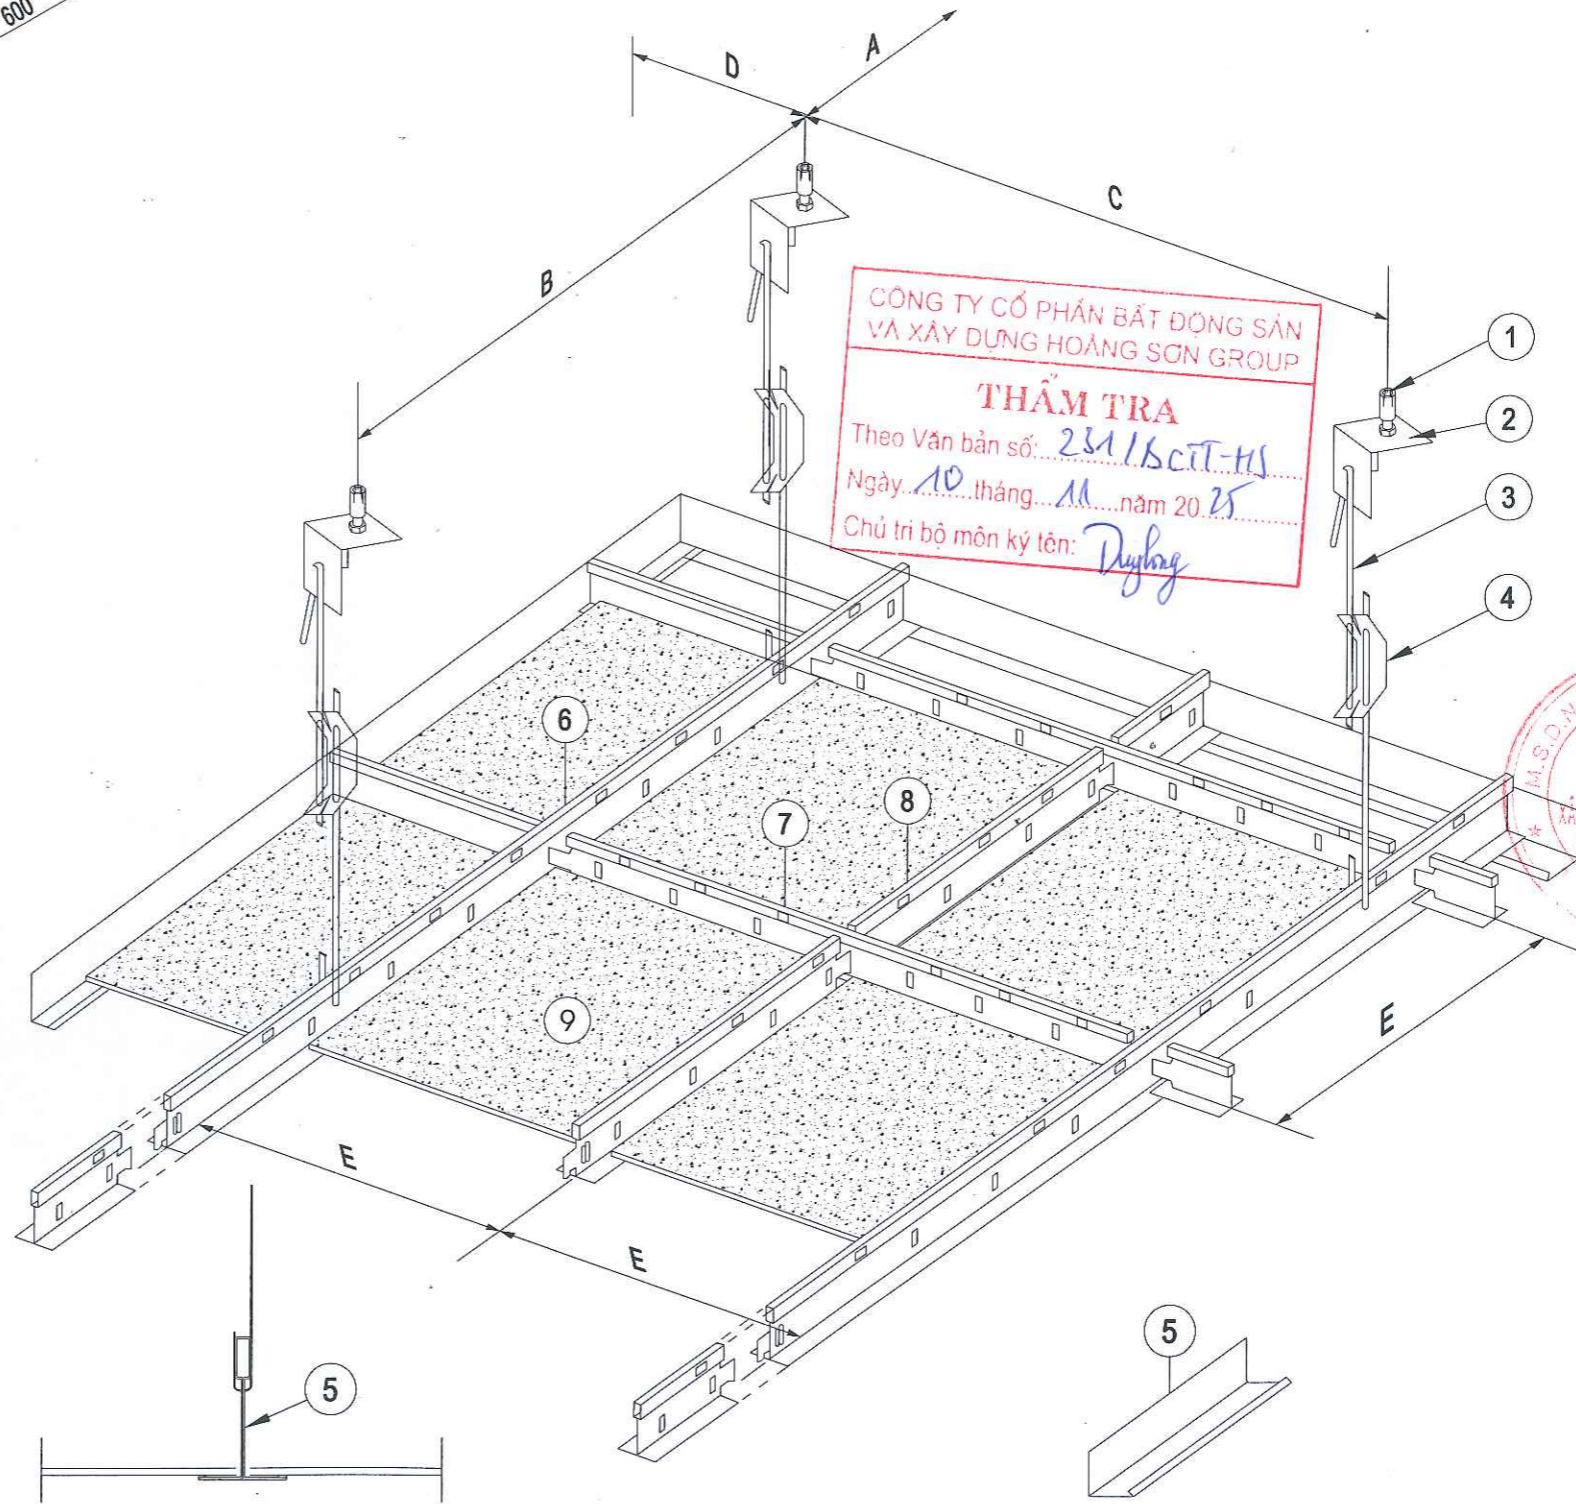 600
D
A
C
B
CÔNG TY CỔ PHẦN BẤT ĐỘNG SẢN
VÀ XÂY DỰNG HOÀNG SƠN GROUP
THẨM TRA
Theo Văn bản số: 231/BCTT-HS
Ngày 10 tháng 11 năm 2025
Chủ trì bộ môn ký tên:
1
2
3
4
6
7
8
9
M.S.D.N
E
E
E
5
5